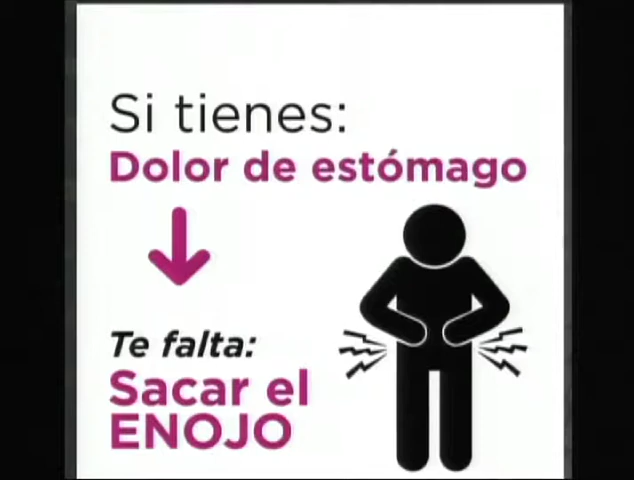 Si tienes:
Dolor de estómago
Te falta:
Sacar el
ENOJO